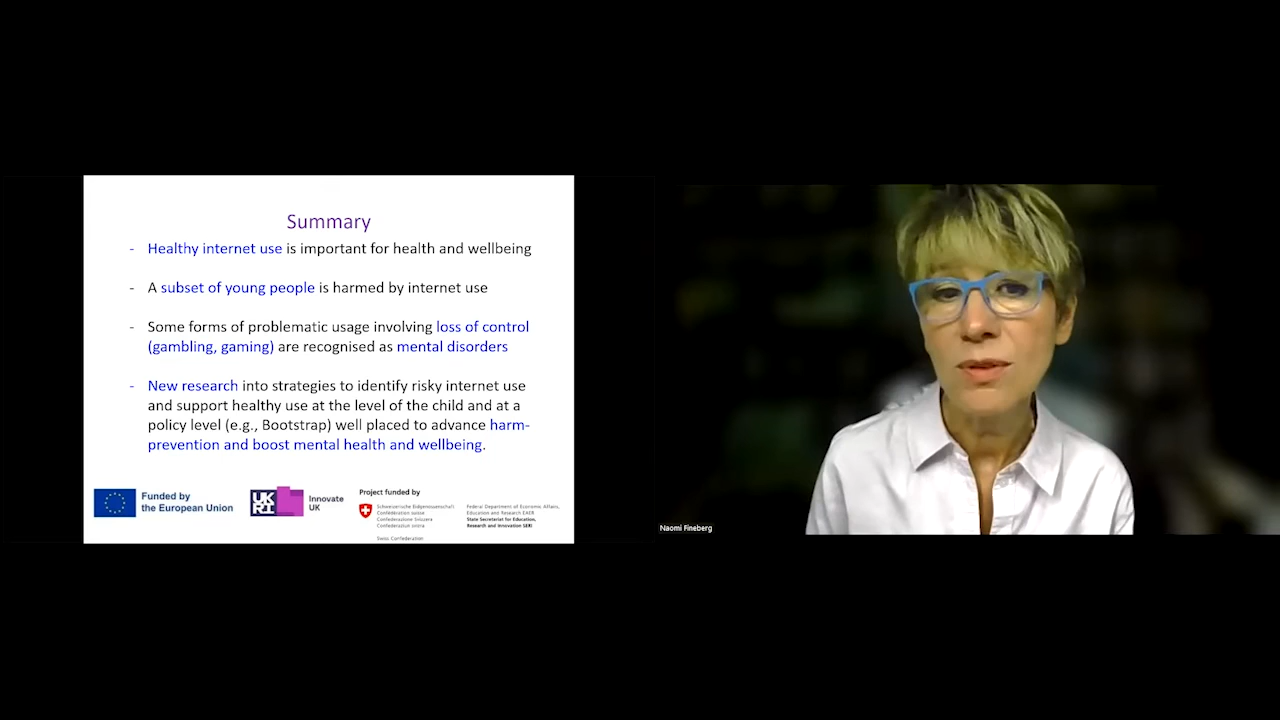 Summary
- Healthy internet use is important for health and wellbeing
- A subset of young people is harmed by internet use
- Some forms of problematic usage involving loss of control
(gambling, gaming) are recognised as mental disorders
- New research into strategies to identify risky internet use
and support healthy use at the level of the child and at a
policy level (e.g., Bootstrap) well placed to advance harm-
prevention and boost mental health and wellbeing.
Funded by
the European Union
UK
RI
Innovate
UK
Project funded by
Schweizerische Eidgenossenschaft
Confédération suisse
Confederazione Svizzera
Confederaziun svizra
Swiss Confederation
Federal Department of Economic Affairs,
Education and Research EAER
State Secretariat for Education,
Research and Innovation SERI
Naomi Fineberg